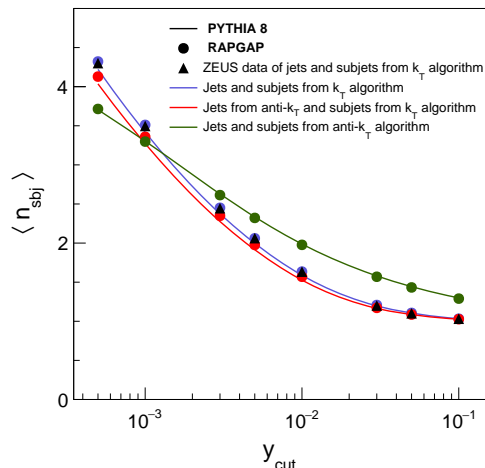 PYTHIA 8
RAPGAP
ZEUS data of jets and subjets from k_T algorithm
Jets and subjets from k_T algorithm
Jets from anti-k_T and subjets from k_T algorithm
Jets and subjets from anti-k_T algorithm
4
2
0
⟨ n_sbj ⟩
10^−3
10^−2
10^−1
y_cut